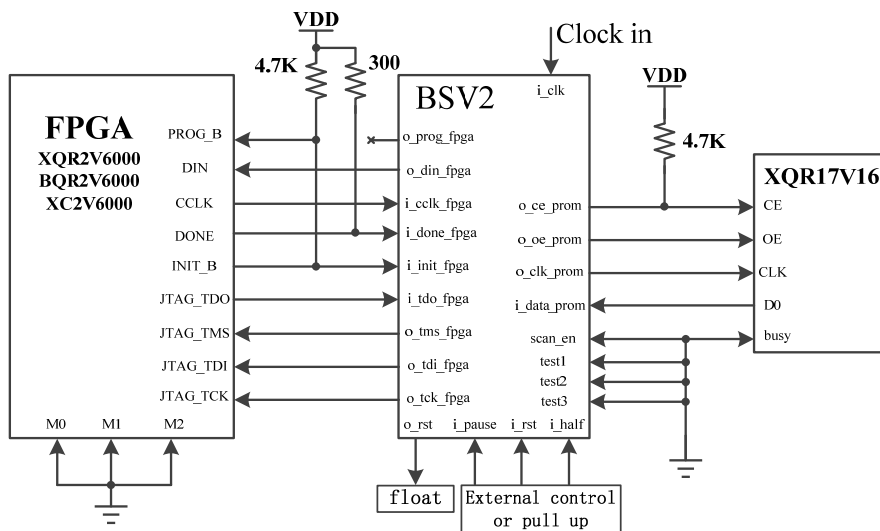 VDD
4.7K
300
FPGA
XQR2V6000
BQR2V6000
XC2V6000
PROG_B
DIN
CCLK
DONE
INIT_B
JTAG_TDO
JTAG_TMS
JTAG_TDI
JTAG_TCK
M0
M1
M2
Clock in
i_clk
BSV2
o_prog_fpga
o_din_fpga
i_cclk_fpga
i_done_fpga
i_init_fpga
i_tdo_fpga
o_tms_fpga
o_tdi_fpga
o_tck_fpga
o_rst
i_pause
i_rst
i_half
o_ce_prom
o_oe_prom
o_clk_prom
i_data_prom
scan_en
test1
test2
test3
float
External control
or pull up
VDD
4.7K
XQR17V16
CE
OE
CLK
D0
busy